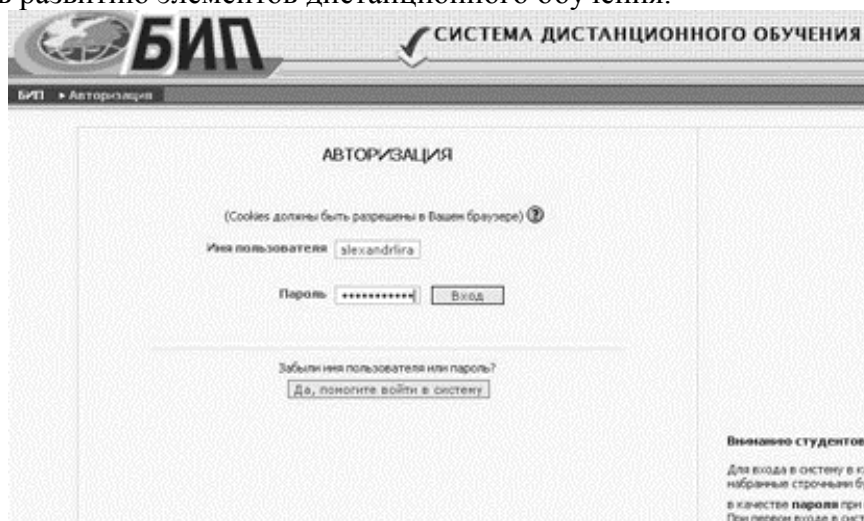 в развитию элементов дистанционного обучения.
БИП
СИСТЕМА ДИСТАНЦИОННОГО ОБУЧЕНИЯ
БИП ► Авторизация
АВТОРИЗАЦИЯ
(Cookies должны быть разрешены в Вашем браузере) ?
Имя пользователя alexandrlira
Пароль ••••••••••• Вход
Забыли имя пользователя или пароль?
Да, помогите войти в систему
Вниманию студентов
Для входа в систему в к
набранные строчными б
в качестве пароля при
При первом входе в сист